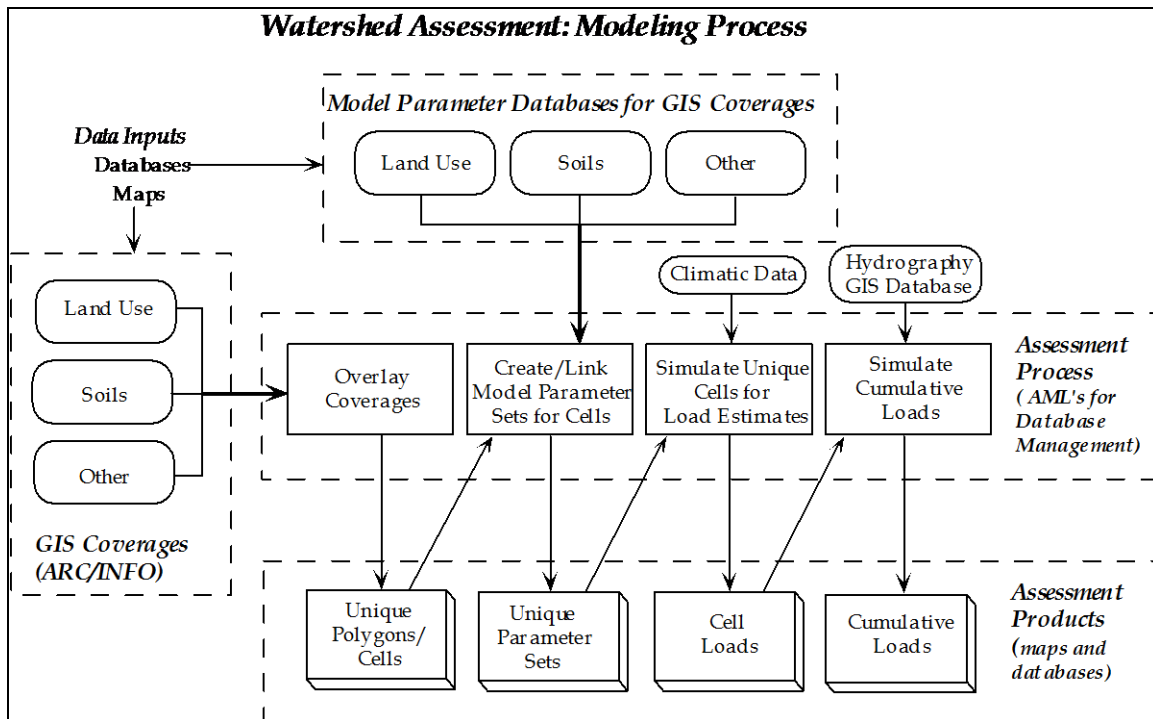 Watershed Assessment: Modeling Process
Model Parameter Databases for GIS Coverages
Data Inputs
Databases
Maps
Land Use
Soils
Other
Climatic Data
Hydrography
GIS Database
Land Use
Soils
Other
GIS Coverages
(ARC/INFO)
Overlay
Coverages
Create/Link
Model Parameter
Sets for Cells
Simulate Unique
Cells for
Load Estimates
Simulate
Cumulative
Loads
Assessment
Process
( AML's for
Database
Management)
Unique
Polygons/
Cells
Unique
Parameter
Sets
Cell
Loads
Cumulative
Loads
Assessment
Products
(maps and
databases)